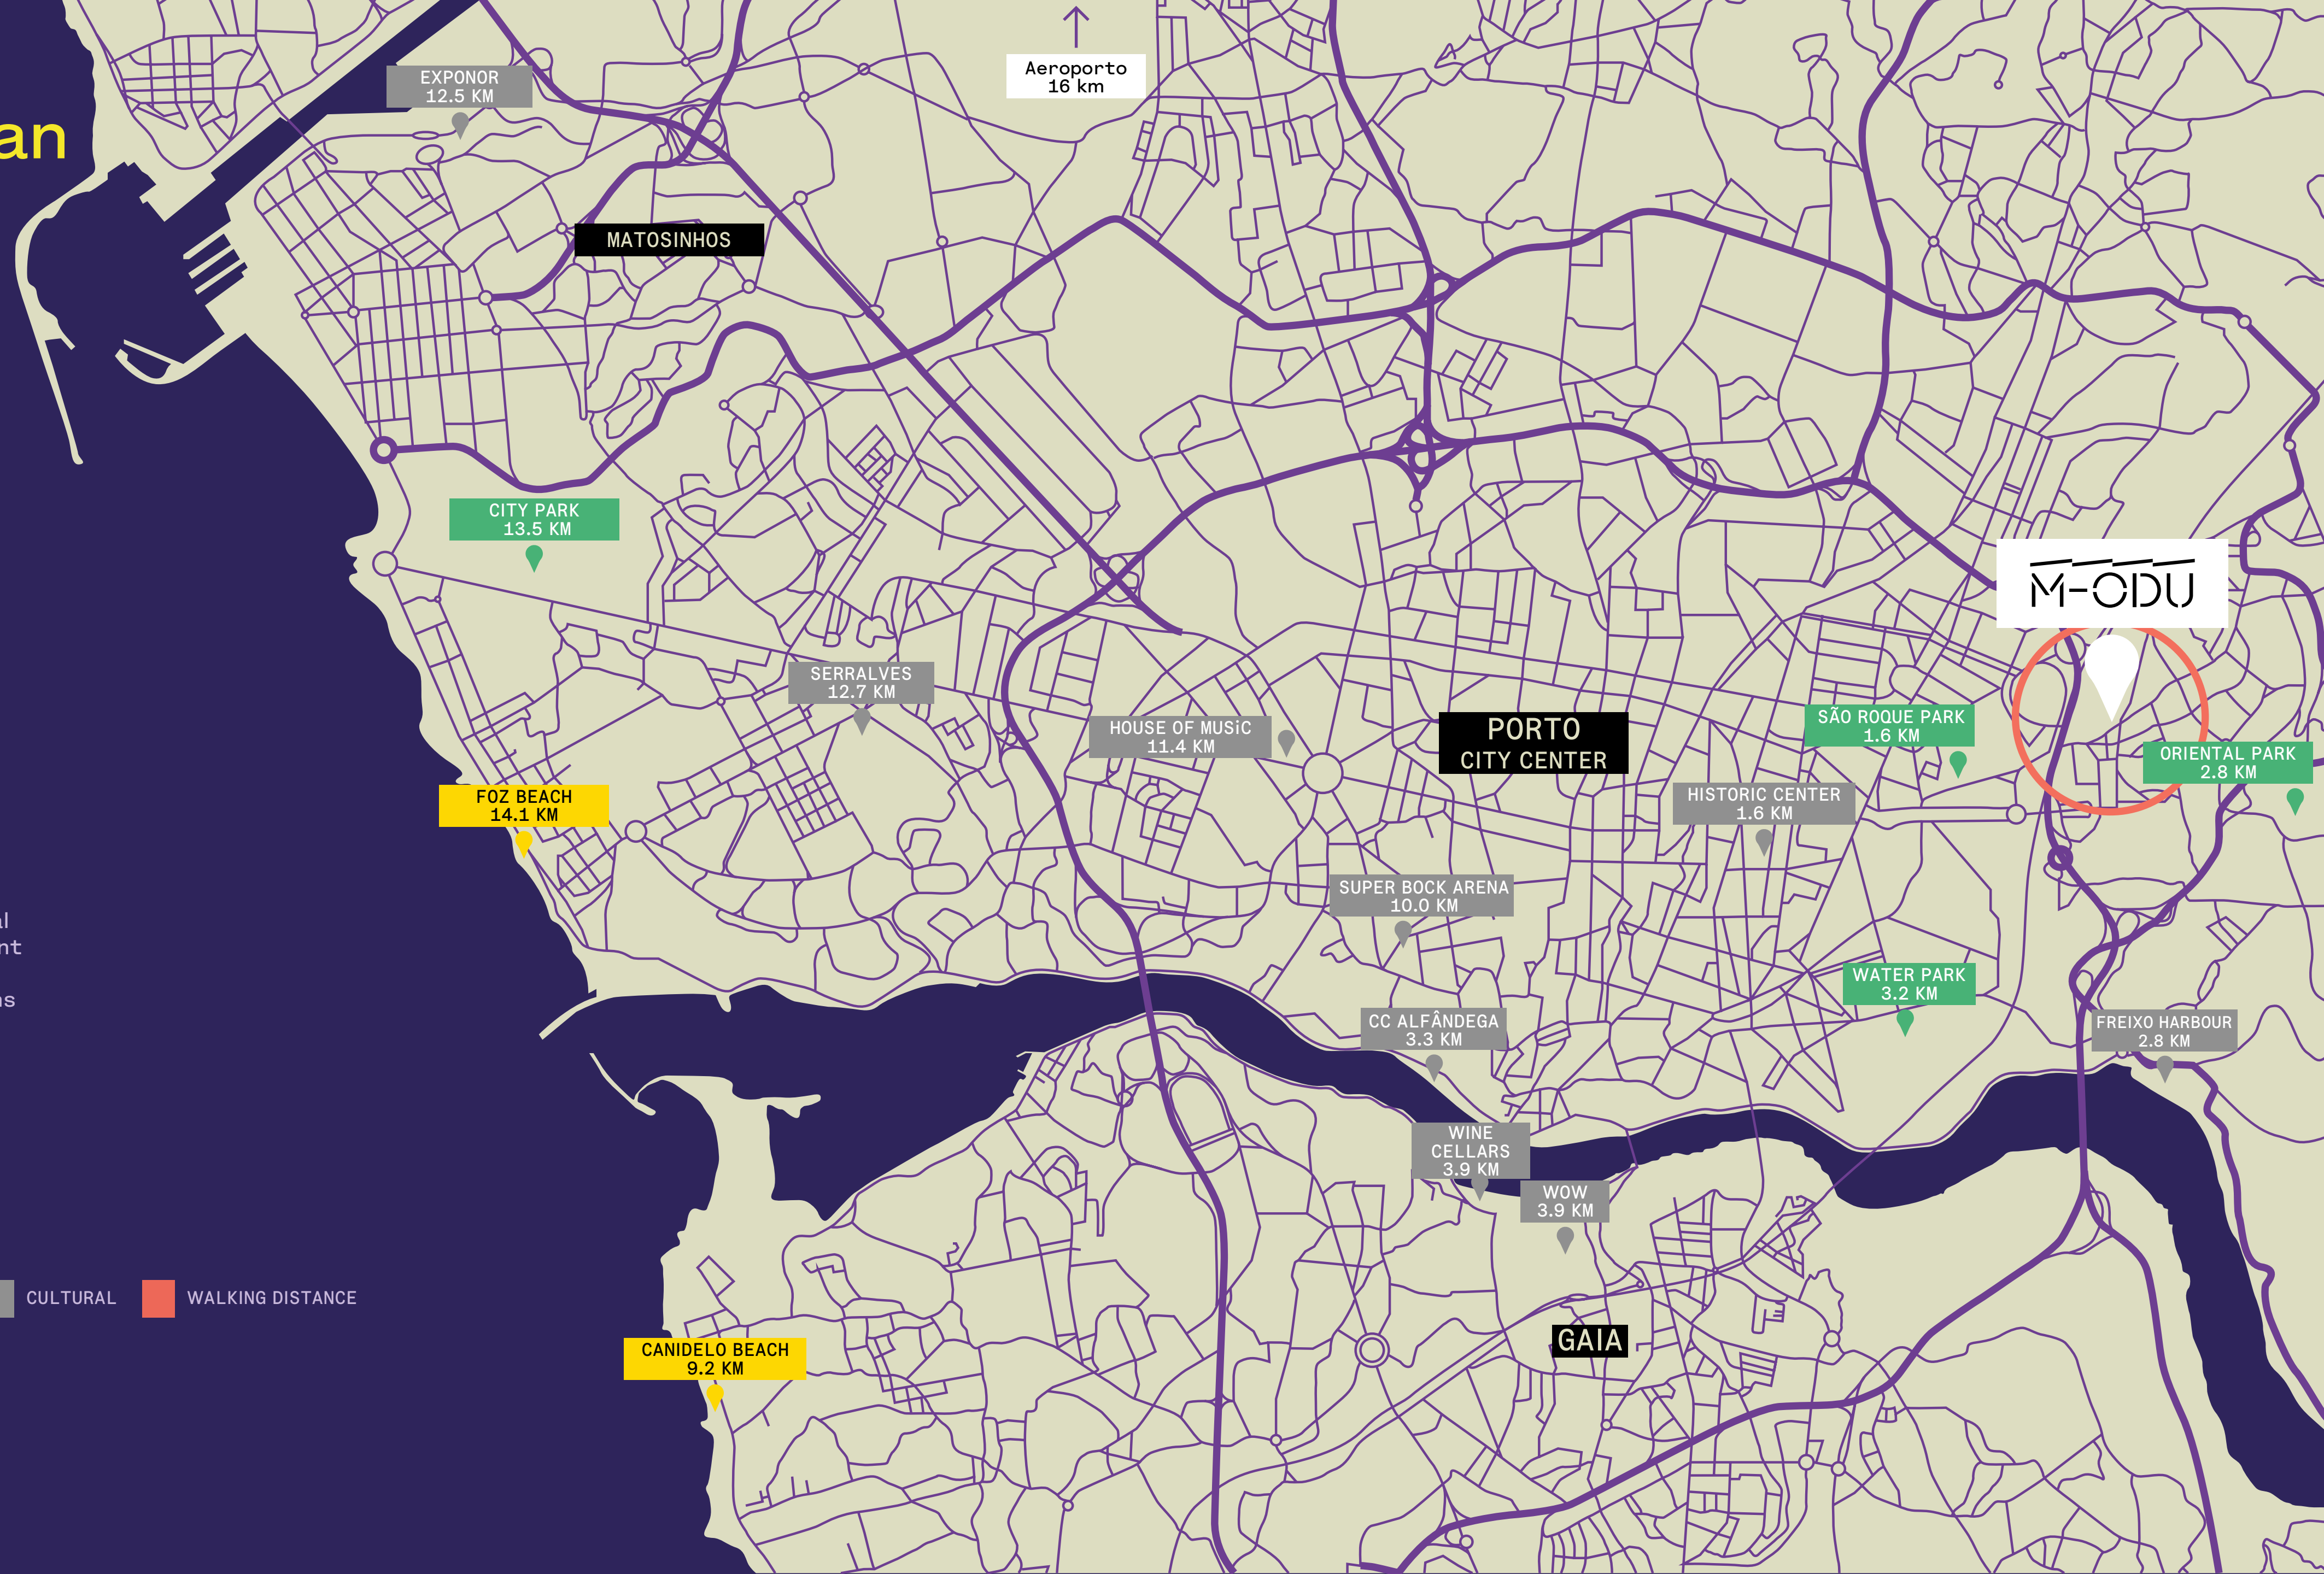 an
EXPONOR
12.5 KM
Aeroporto
16 km
MATOSINHOS
CITY PARK
13.5 KM
M-ODU
SERRALVES
12.7 KM
HOUSE OF MUSiC
11.4 KM
PORTO
CITY CENTER
SÃO ROQUE PARK
1.6 KM
ORIENTAL PARK
2.8 KM
FOZ BEACH
14.1 KM
HISTORIC CENTER
1.6 KM
SUPER BOCK ARENA
10.0 KM
al
nt
ns
WATER PARK
3.2 KM
CC ALFÂNDEGA
3.3 KM
FREIXO HARBOUR
2.8 KM
WINE
CELLARS
3.9 KM
WOW
3.9 KM
CULTURAL
WALKING DISTANCE
GAIA
CANIDELO BEACH
9.2 KM